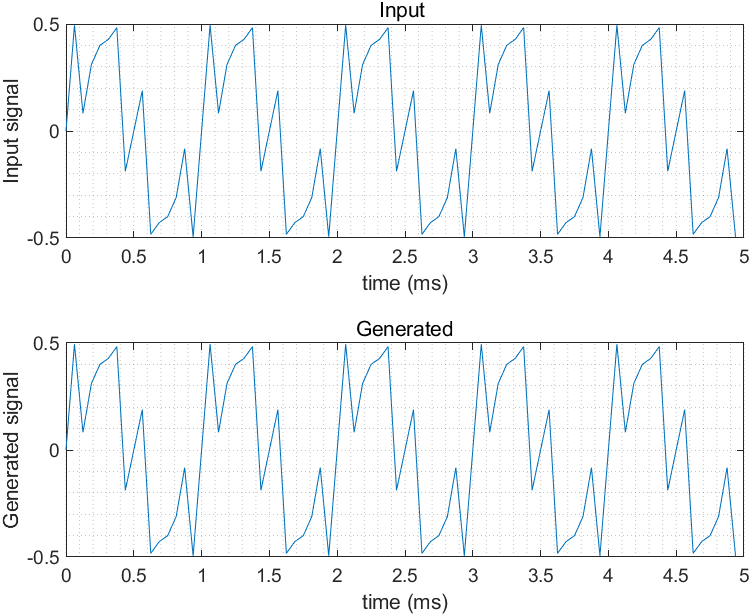 Input
Input signal
0.5
0
-0.5
0 0.5 1 1.5 2 2.5 3 3.5 4 4.5 5
time (ms)
Generated
Generated signal
0.5
0
-0.5
0 0.5 1 1.5 2 2.5 3 3.5 4 4.5 5
time (ms)